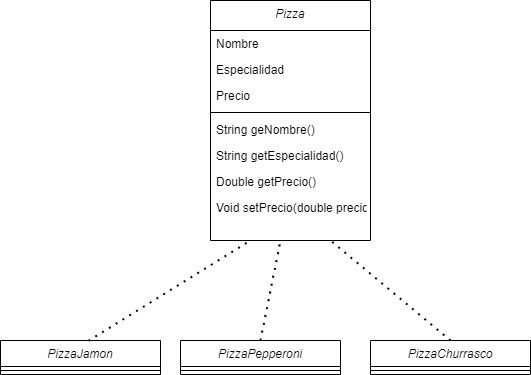 Pizza
Nombre
Especialidad
Precio
String geNombre()
String getEspecialidad()
Double getPrecio()
Void setPrecio(double precio
PizzaJamon
PizzaPepperoni
PizzaChurrasco